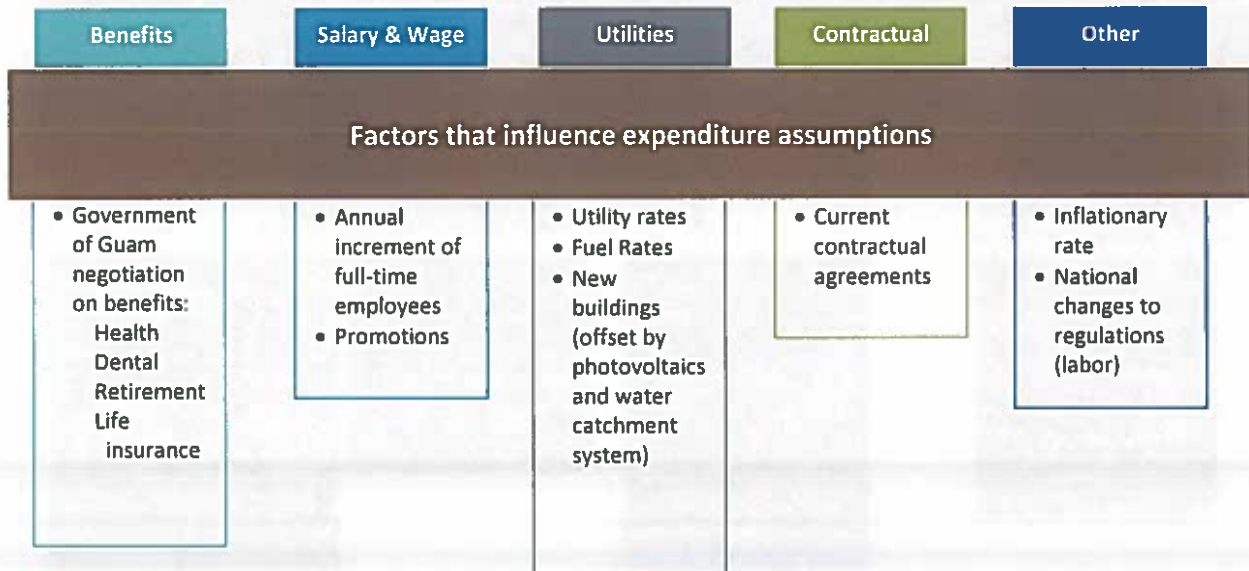 Benefits
Salary & Wage
Utilities
Contractual
Other
Factors that influence expenditure assumptions
• Government
of Guam
negotiation
on benefits:
Health
Dental
Retirement
Life
insurance
• Annual
increment of
full-time
employees
• Promotions
• Utility rates
• Fuel Rates
• New
buildings
(offset by
photovoltaics
and water
catchment
system)
• Current
contractual
agreements
• Inflationary
rate
• National
changes to
regulations
(labor)